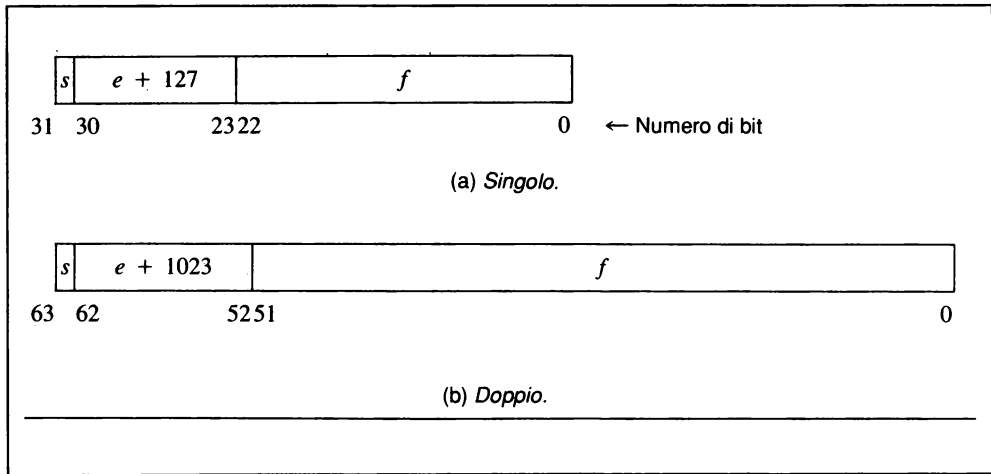 s e + 127 f
31 30 23 22 0 ← Numero di bit
(a) Singolo.
s e + 1023 f
63 62 52 51 0
(b) Doppio.